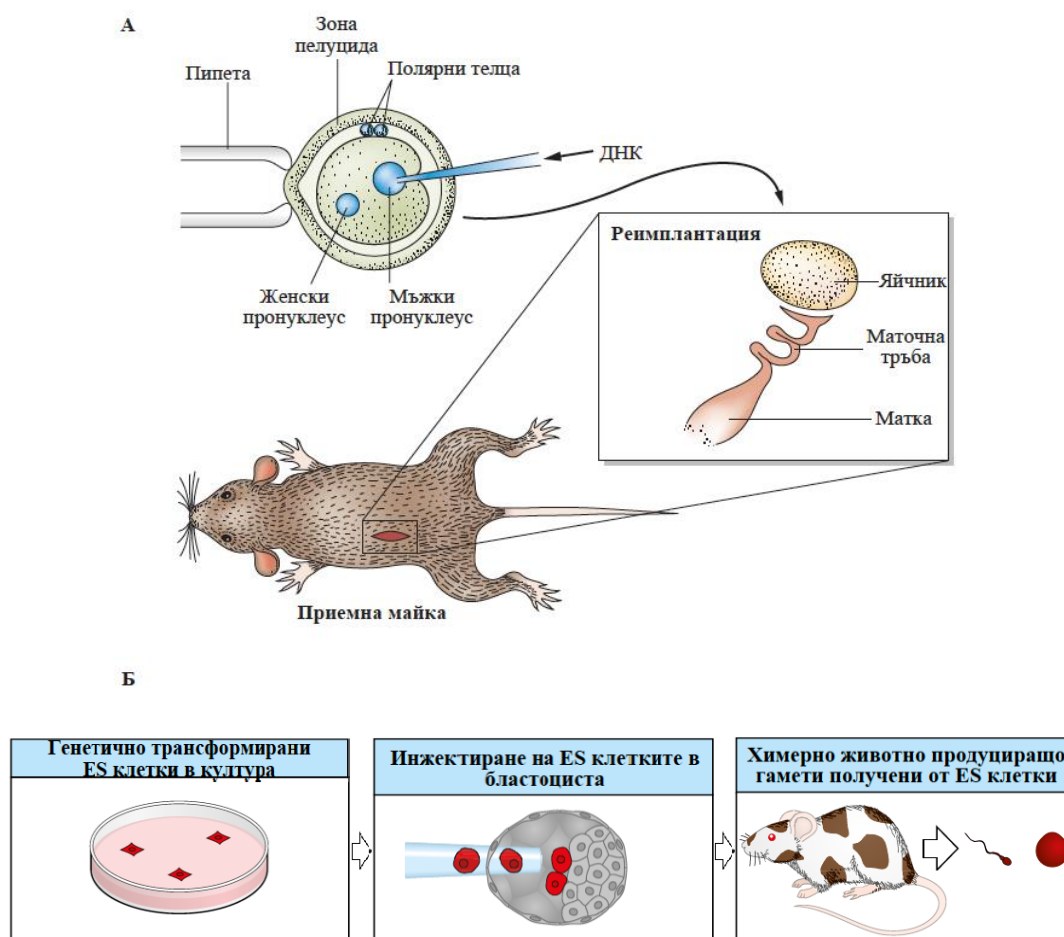 А
Зона
пелуцида
Полярни телца
Пипета
ДНК
Женски
пронуклеус
Мъжки
пронуклеус
Реимплантация
Яйчник
Маточна
тръба
Матка
Приемна майка
Б
Генетично трансформирани
ES клетки в култура
Инжектиране на ES клетките в
бластоциста
Химерно животно продуциращо
гамети получени от ES клетки